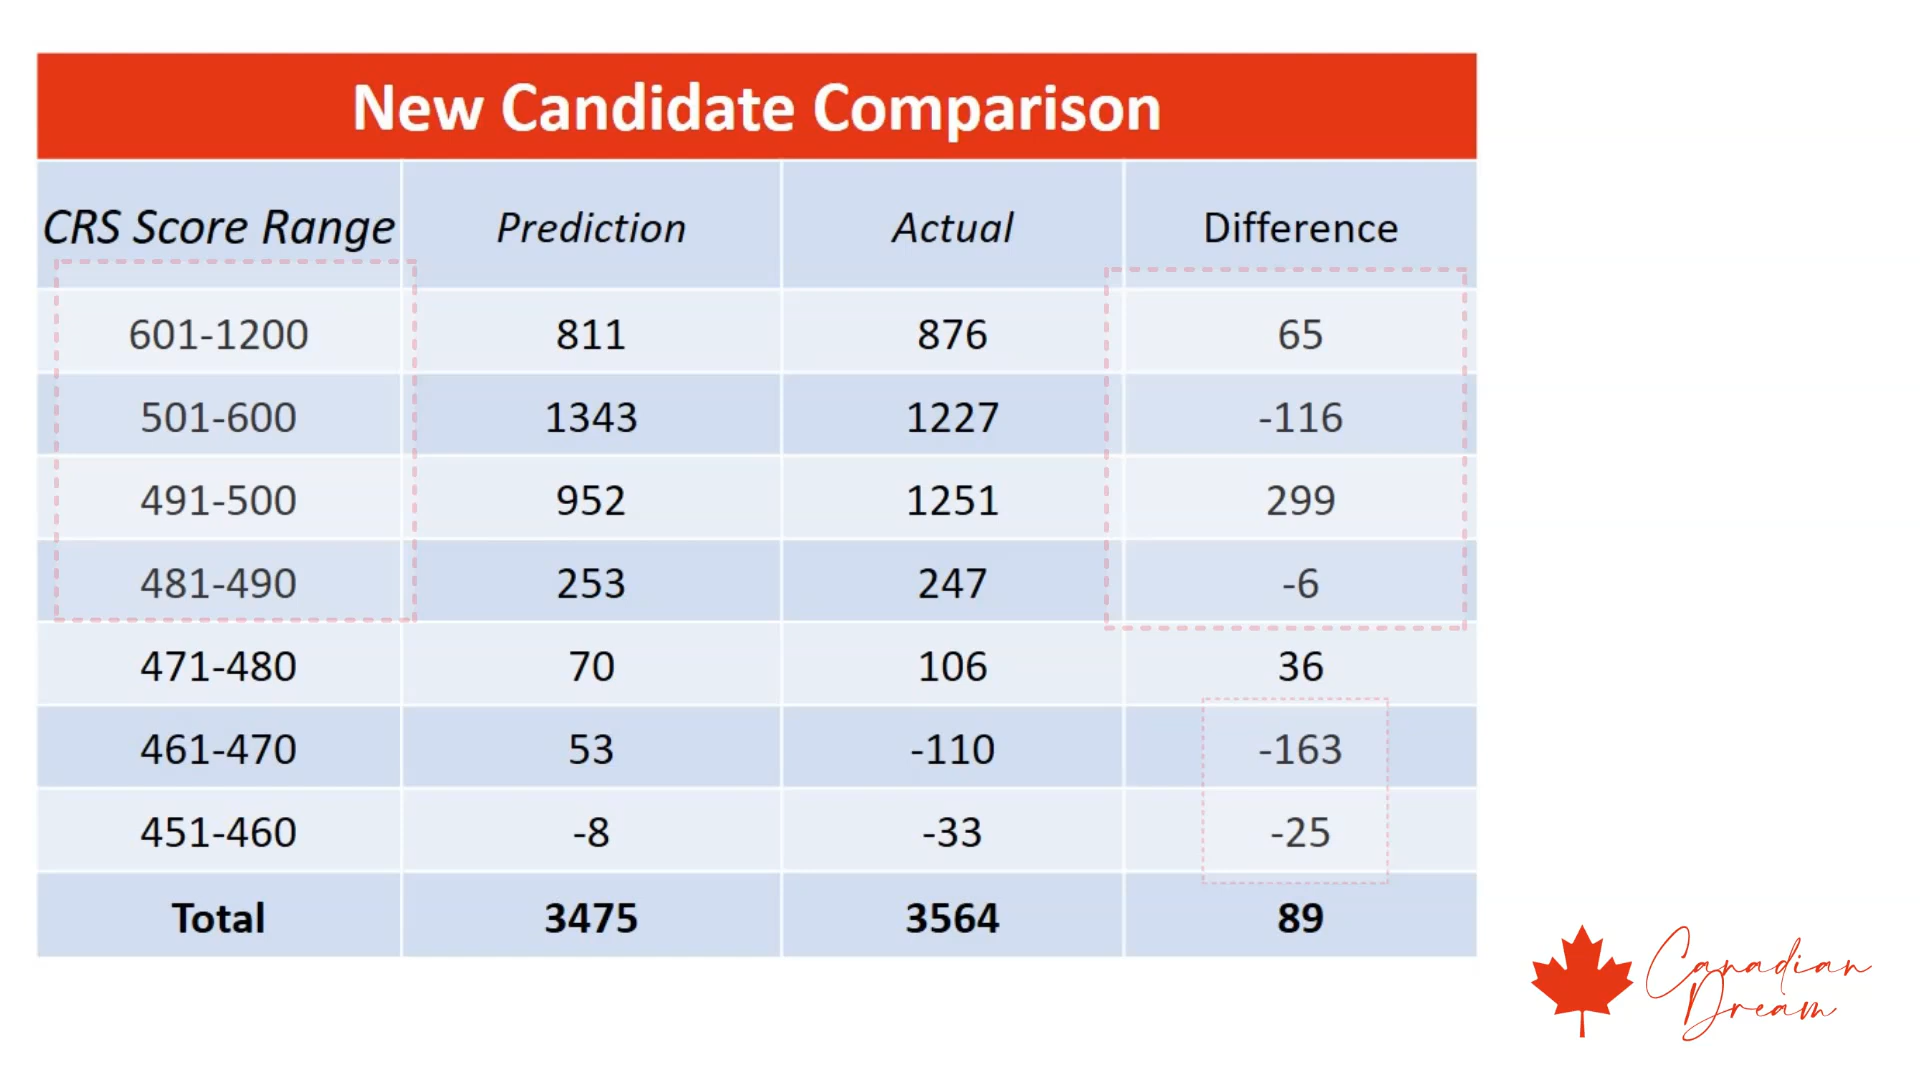 New Candidate Comparison
CRS Score Range Prediction Actual Difference
601-1200 811 876 65
501-600 1343 1227 -116
491-500 952 1251 299
481-490 253 247 -6
471-480 70 106 36
461-470 53 -110 -163
451-460 -8 -33 -25
Total 3475 3564 89
Canadian
Dream